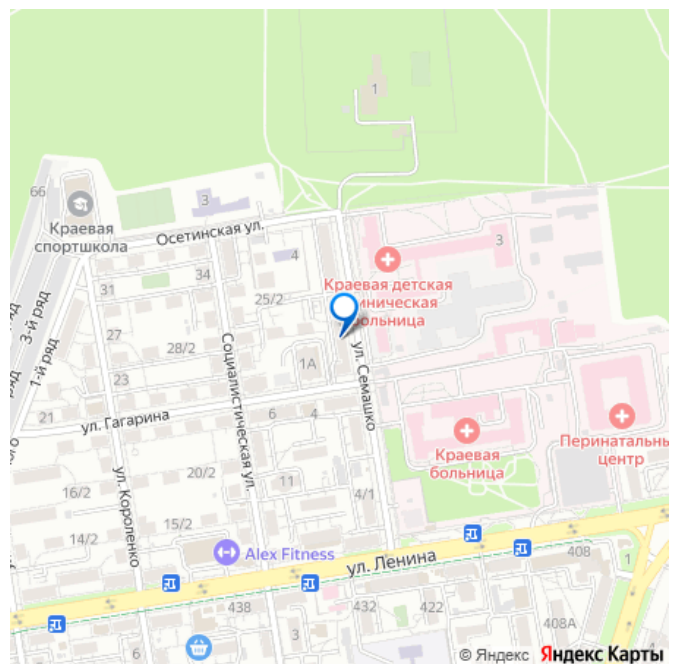 1
66
3
Краевая
спортшкола
Осетинская ул.
3
4
34
Краевая детская
иническая
больница
31
25/2
3-й ряд
1-й ряд
ряд
27
28/2
1А
23
Социалистическая ул.
ул. Семашко
21
ул. Гагарина
6
4
Краевая
больница
Перинатальны
центр
ул. Короленко
20/2
11
16/2
4/1
15/2
14/2
Alex Fitness
ул. Ленина
408
1
438
432
422
408А
3
6
© Яндекс Яндекс Карты